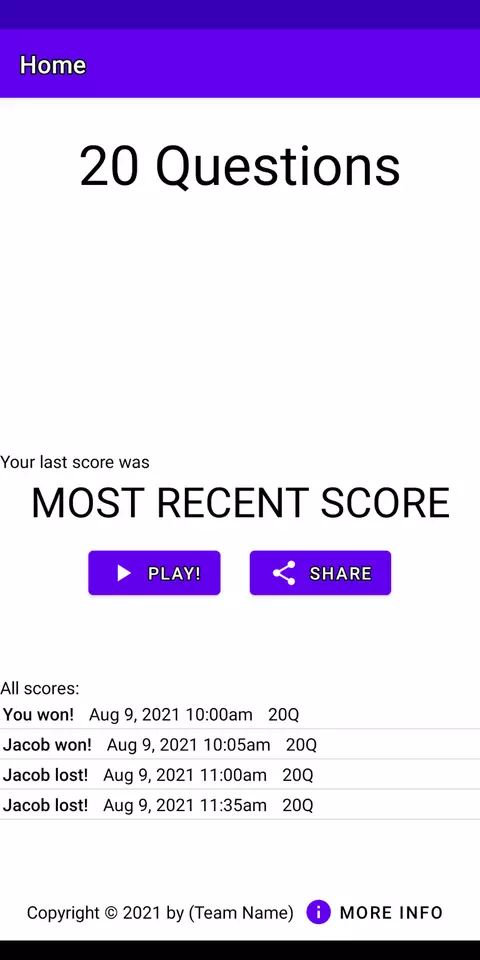 Home
20 Questions
Your last score was
MOST RECENT SCORE
PLAY! SHARE
All scores:
You won! Aug 9, 2021 10:00am 20Q
Jacob won! Aug 9, 2021 10:05am 20Q
Jacob lost! Aug 9, 2021 11:00am 20Q
Jacob lost! Aug 9, 2021 11:35am 20Q
Copyright © 2021 by (Team Name) MORE INFO